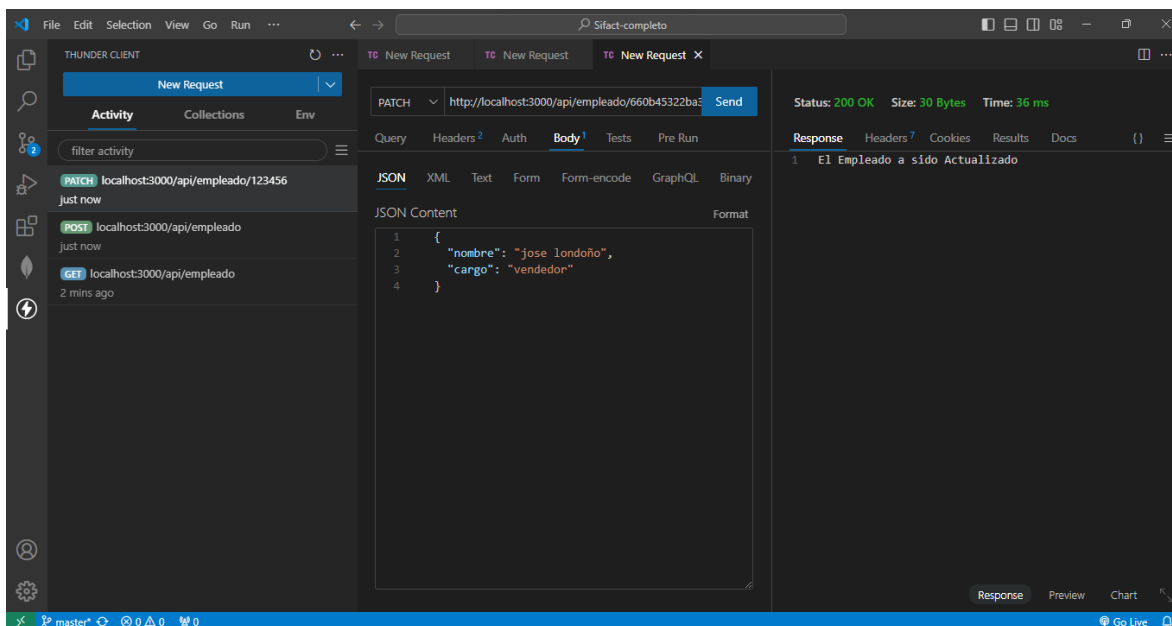 File Edit Selection View Go Run ··· ← → Sifact-completo
THUNDER CLIENT ···
New Request
Activity Collections Env
filter activity
PATCH localhost:3000/api/empleado/123456
just now
POST localhost:3000/api/empleado
just now
GET localhost:3000/api/empleado
2 mins ago
TC New Request TC New Request TC New Request ×
PATCH http://localhost:3000/api/empleado/660b45322ba3 Send
Query Headers 2 Auth Body 1 Tests Pre Run
JSON XML Text Form Form-encode GraphQL Binary
JSON Content Format
1 {
2 "nombre": "jose londoño",
3 "cargo": "vendedor"
4 }
Status: 200 OK Size: 30 Bytes Time: 36 ms
Response Headers 7 Cookies Results Docs {}
1 El Empleado a sido Actualizado
Response Preview Chart
2
master* 0 0 0 Go Live